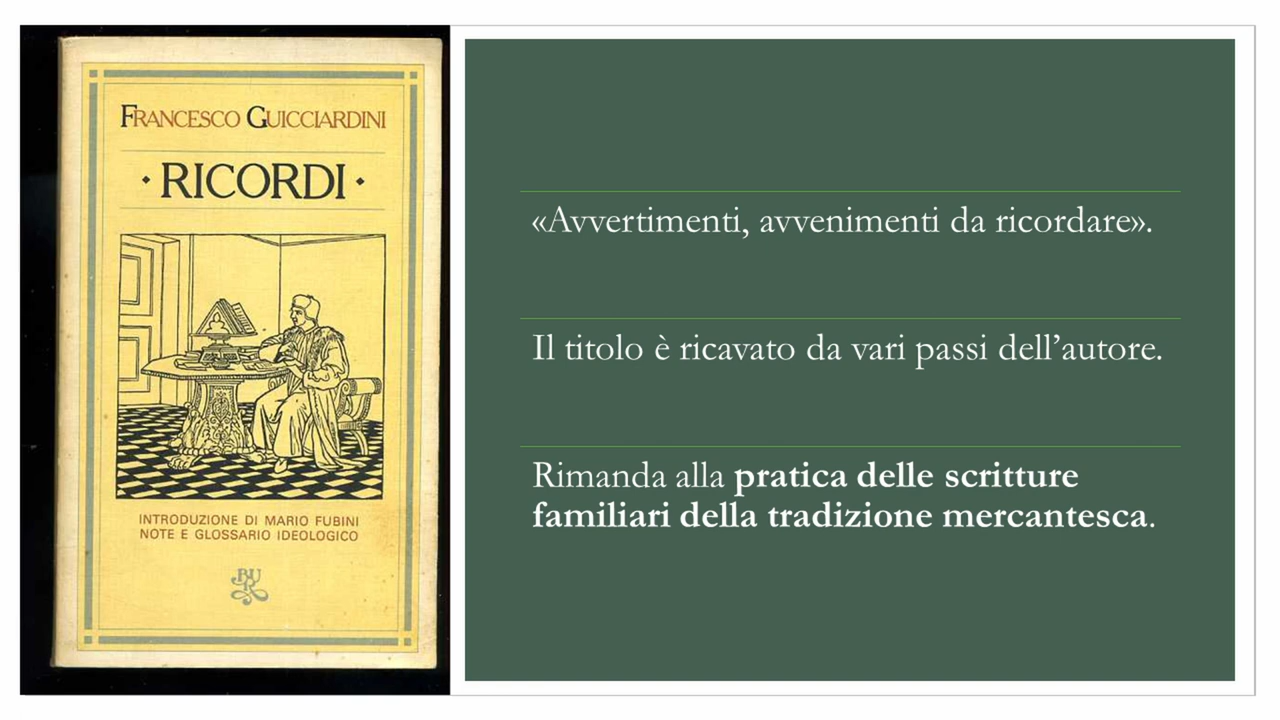 FRANCESCO GUICCIARDINI
· RICORDI ·
INTRODUZIONE DI MARIO FUBINI
NOTE E GLOSSARIO IDEOLOGICO
BUR
«Avvertimenti, avvenimenti da ricordare».
Il titolo è ricavato da vari passi dell’autore.
Rimanda alla pratica delle scritture
familiari della tradizione mercantesca.